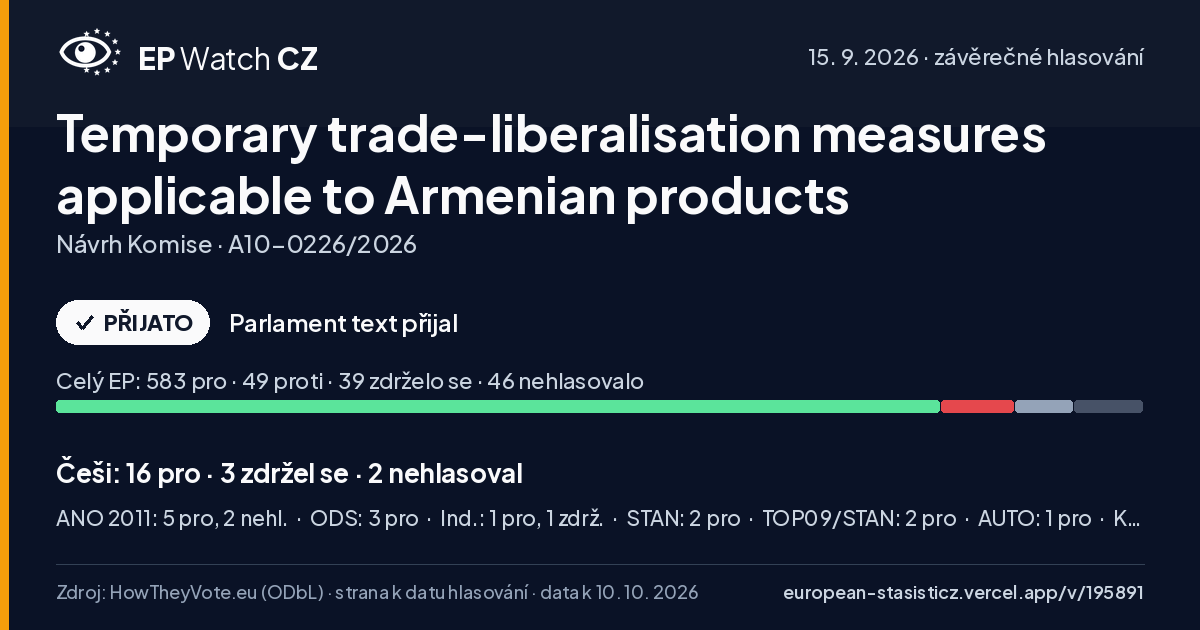 EP Watch CZ
15. 9. 2026 · závěrečné hlasování
Temporary trade-liberalisation measures
applicable to Armenian products
Návrh Komise · A10-0226/2026
✓ PŘIJATO
Parlament text přijal
Celý EP: 583 pro · 49 proti · 39 zdrželo se · 46 nehlasovalo
Češi: 16 pro · 3 zdržel se · 2 nehlasoval
ANO 2011: 5 pro, 2 nehl. · ODS: 3 pro · Ind.: 1 pro, 1 zdrž. · STAN: 2 pro · TOP09/STAN: 2 pro · AUTO: 1 pro · K…
Zdroj: HowTheyVote.eu (ODbL) · strana k datu hlasování · data k 10. 10. 2026
european-stasisticz.vercel.app/v/195891